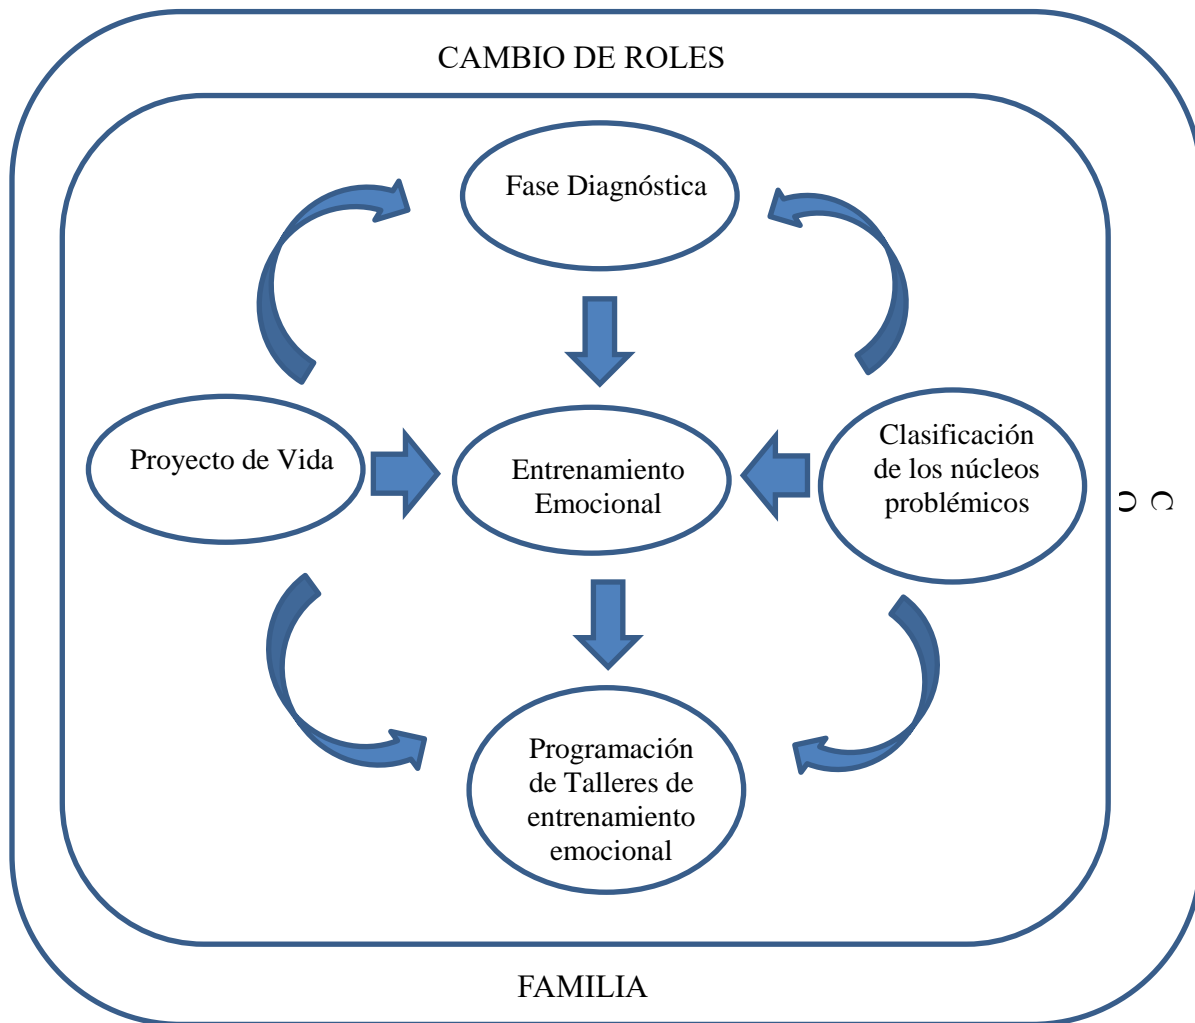 CAMBIO DE ROLES
Fase Diagnóstica
Proyecto de Vida
Entrenamiento
Emocional
Clasificación
de los núcleos
problémicos
Programación
de Talleres de
entrenamiento
emocional
FAMILIA